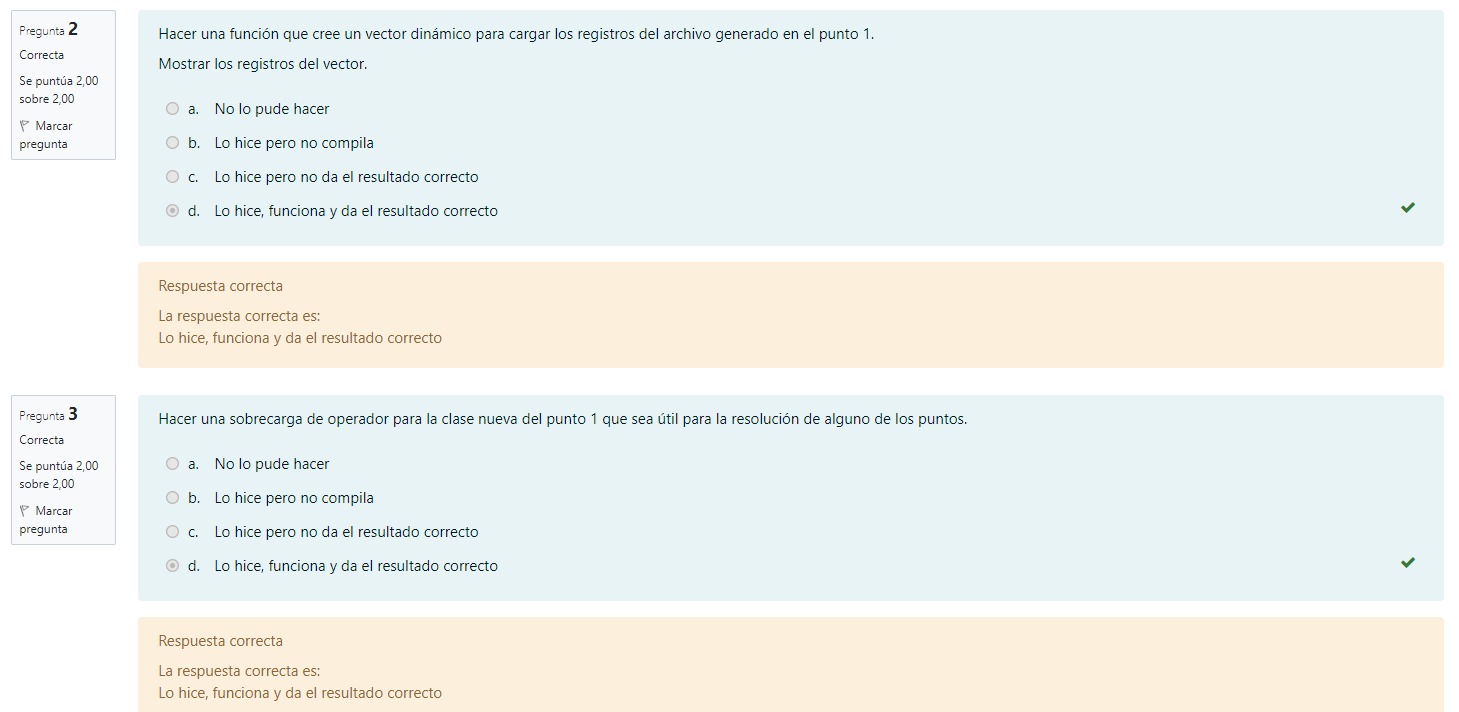 Pregunta 2
Correcta
Se puntúa 2,00
sobre 2,00
Marcar
pregunta
Hacer una función que cree un vector dinámico para cargar los registros del archivo generado en el punto 1.
Mostrar los registros del vector.
a. No lo pude hacer
b. Lo hice pero no compila
c. Lo hice pero no da el resultado correcto
d. Lo hice, funciona y da el resultado correcto
Respuesta correcta
La respuesta correcta es:
Lo hice, funciona y da el resultado correcto
Pregunta 3
Correcta
Se puntúa 2,00
sobre 2,00
Marcar
pregunta
Hacer una sobrecarga de operador para la clase nueva del punto 1 que sea útil para la resolución de alguno de los puntos.
a. No lo pude hacer
b. Lo hice pero no compila
c. Lo hice pero no da el resultado correcto
d. Lo hice, funciona y da el resultado correcto
Respuesta correcta
La respuesta correcta es:
Lo hice, funciona y da el resultado correcto